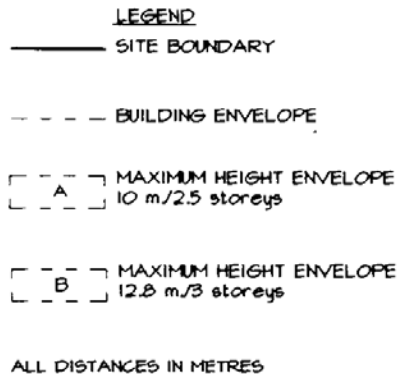 LEGEND
SITE BOUNDARY
BUILDING ENVELOPE
A MAXIMUM HEIGHT ENVELOPE
10 m./2.5 storeys
B MAXIMUM HEIGHT ENVELOPE
12.8 m./3 storeys
ALL DISTANCES IN METRES